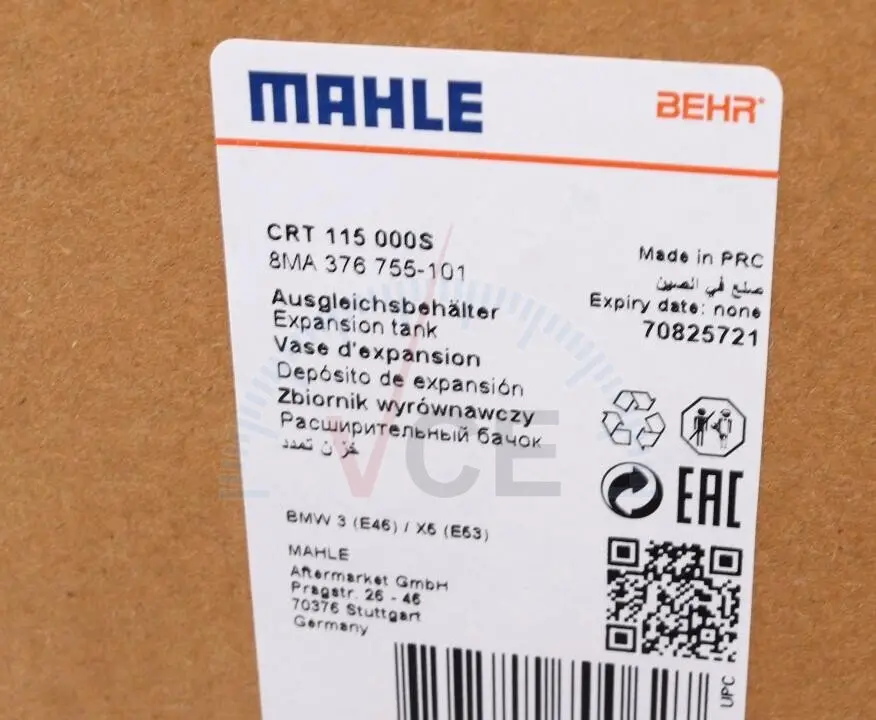 MAHLE
BEHR
CRT 115 000S
8MA 376 755-101
Made in PRC
صنع في الصين
Expiry date: none
70825721
Ausgleichsbehälter
Expansion tank
Vase d'expansion
Depósito de expansión
Zbiornik wyrównawczy
Расширительный бачок
خزان تمدد
VCE
EAC
BMW 3 (E46) / X5 (E53)
MAHLE
Aftermarket GmbH
Pragstr. 26 - 46
70376 Stuttgart
Germany
UPC